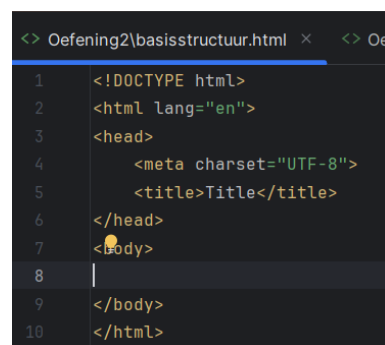 <> Oefening2\basisstructuur.html × <> Oe
1 <!DOCTYPE html>
2 <html lang="en">
3 <head>
4 <meta charset="UTF-8">
5 <title>Title</title>
6 </head>
7 <body>
8
9 </body>
10 </html>